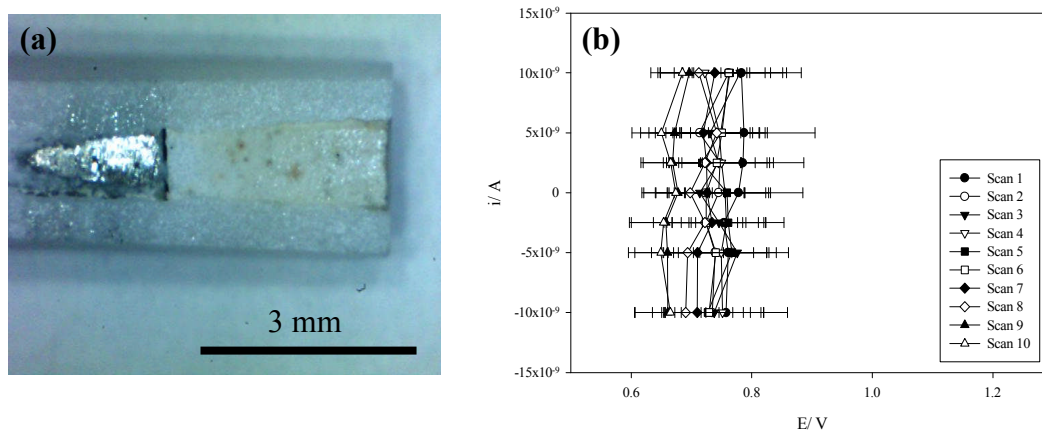 (a)
3 mm
(b)
15x10-9
10x10-9
5x10-9
0
-5x10-9
-10x10-9
-15x10-9
i/ A
0.6 0.8 1.0 1.2
E/ V
Scan 1
Scan 2
Scan 3
Scan 4
Scan 5
Scan 6
Scan 7
Scan 8
Scan 9
Scan 10